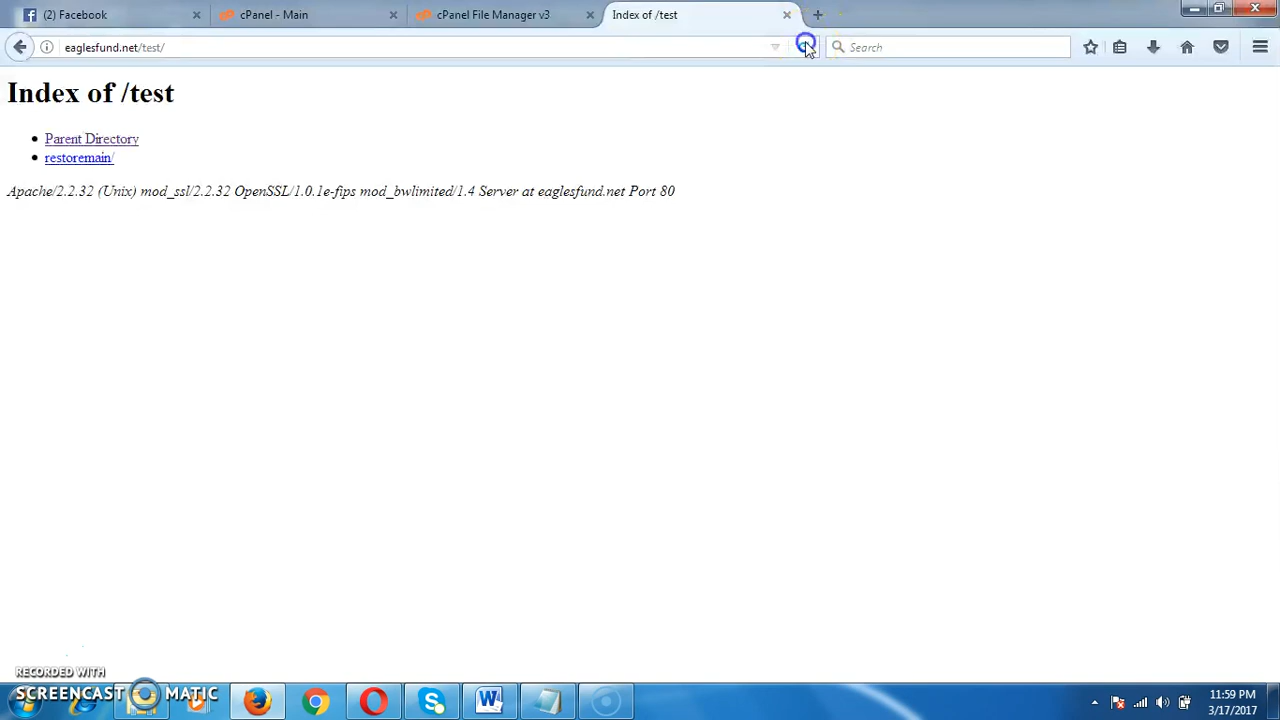 (2) Facebook
cPanel - Main
cPanel File Manager v3
Index of /test
eaglesfund.net/test/
Search
Index of /test
Parent Directory
restoremain/
Apache/2.2.32 (Unix) mod_ssl/2.2.32 OpenSSL/1.0.1e-fips mod_bwlimited/1.4 Server at eaglesfund.net Port 80
RECORDED WITH
SCREENCAST MATIC
11:59 PM
3/17/2017